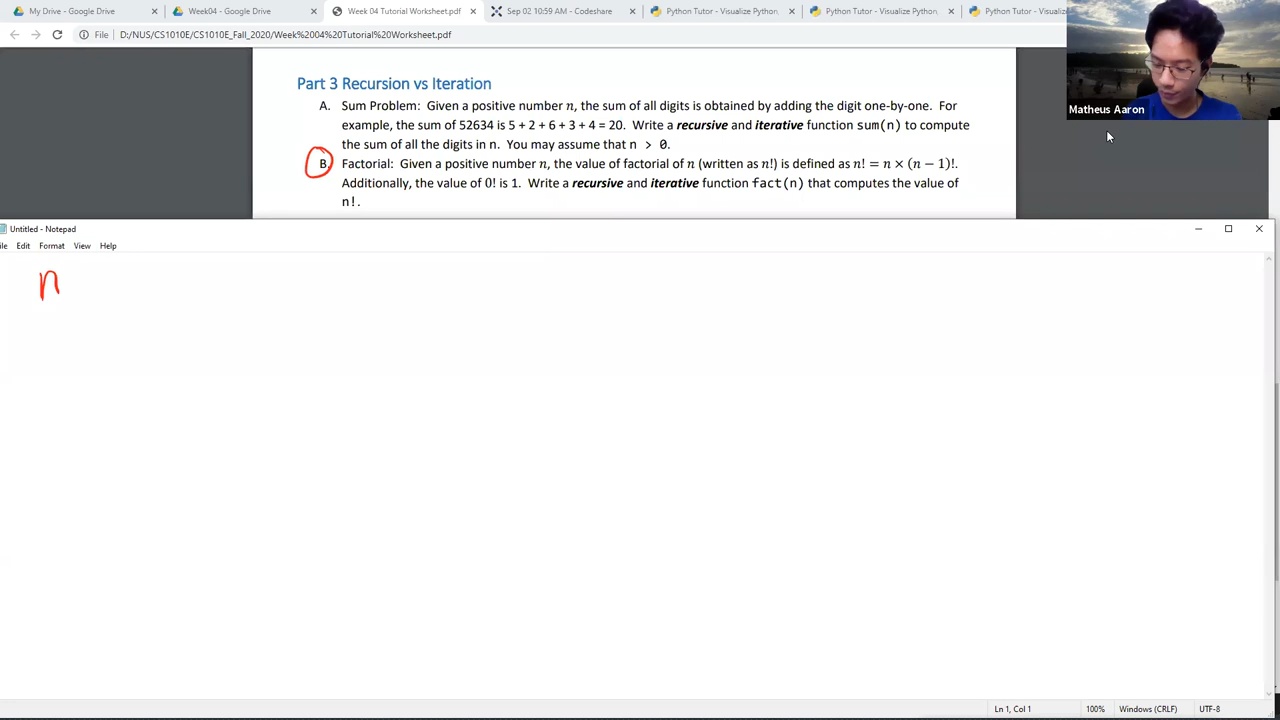 My Drive - Google Drive
Week04 - Google Drive
Week 04 Tutorial Worksheet.pdf
Sep 02 10:59 AM - Codeshare
Python Tutor - Visualize Python,
Python Tutor - Visualize Python,
Python Tutor - Visualiz
File
D:/NUS/CS1010E/CS1010E_Fall_2020/Week%2004%20Tutorial%20Worksheet.pdf
Matheus Aaron
Part 3 Recursion vs Iteration
A. Sum Problem: Given a positive number n, the sum of all digits is obtained by adding the digit one-by-one. For
example, the sum of 52634 is 5 + 2 + 6 + 3 + 4 = 20. Write a recursive and iterative function sum(n) to compute
the sum of all the digits in n. You may assume that n > 0.
B. Factorial: Given a positive number n, the value of factorial of n (written as n!) is defined as n! = n × (n − 1)!.
Additionally, the value of 0! is 1. Write a recursive and iterative function fact(n) that computes the value of
n!.
Untitled - Notepad
Edit Format View Help
n
Ln 1, Col 1 100% Windows (CRLF) UTF-8